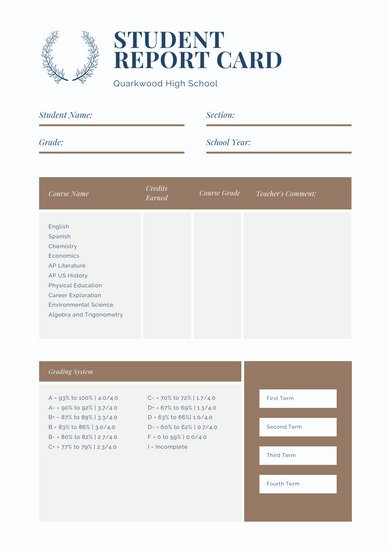 STUDENT
REPORT CARD
Quarkwood High School
Student Name:
Section:
Grade:
School Year:
Course Name
Credits
Earned
Course Grade
Teacher's Comment:
English
Spanish
Chemistry
Economics
AP Literature
AP US History
Physical Education
Career Exploration
Environmental Science
Algebra and Trigonometry
Grading System
A = 93% to 100% | 4.0/4.0
A- = 90% to 92% | 3.7/4.0
B+ = 87% to 89% | 3.3/4.0
B = 83% to 86% | 3.0/4.0
B- = 80% to 82% | 2.7/4.0
C+ = 77% to 79% | 2.3/4.0
C- = 70% to 72% | 1.7/4.0
D+ = 67% to 69% | 1.3/4.0
D = 63% to 66% | 1.0/4.0
D- = 60% to 62% | 0.7/4.0
F = 0 to 59% | 0.0/4.0
I = Incomplete
First Term
Second Term
Third Term
Fourth Term